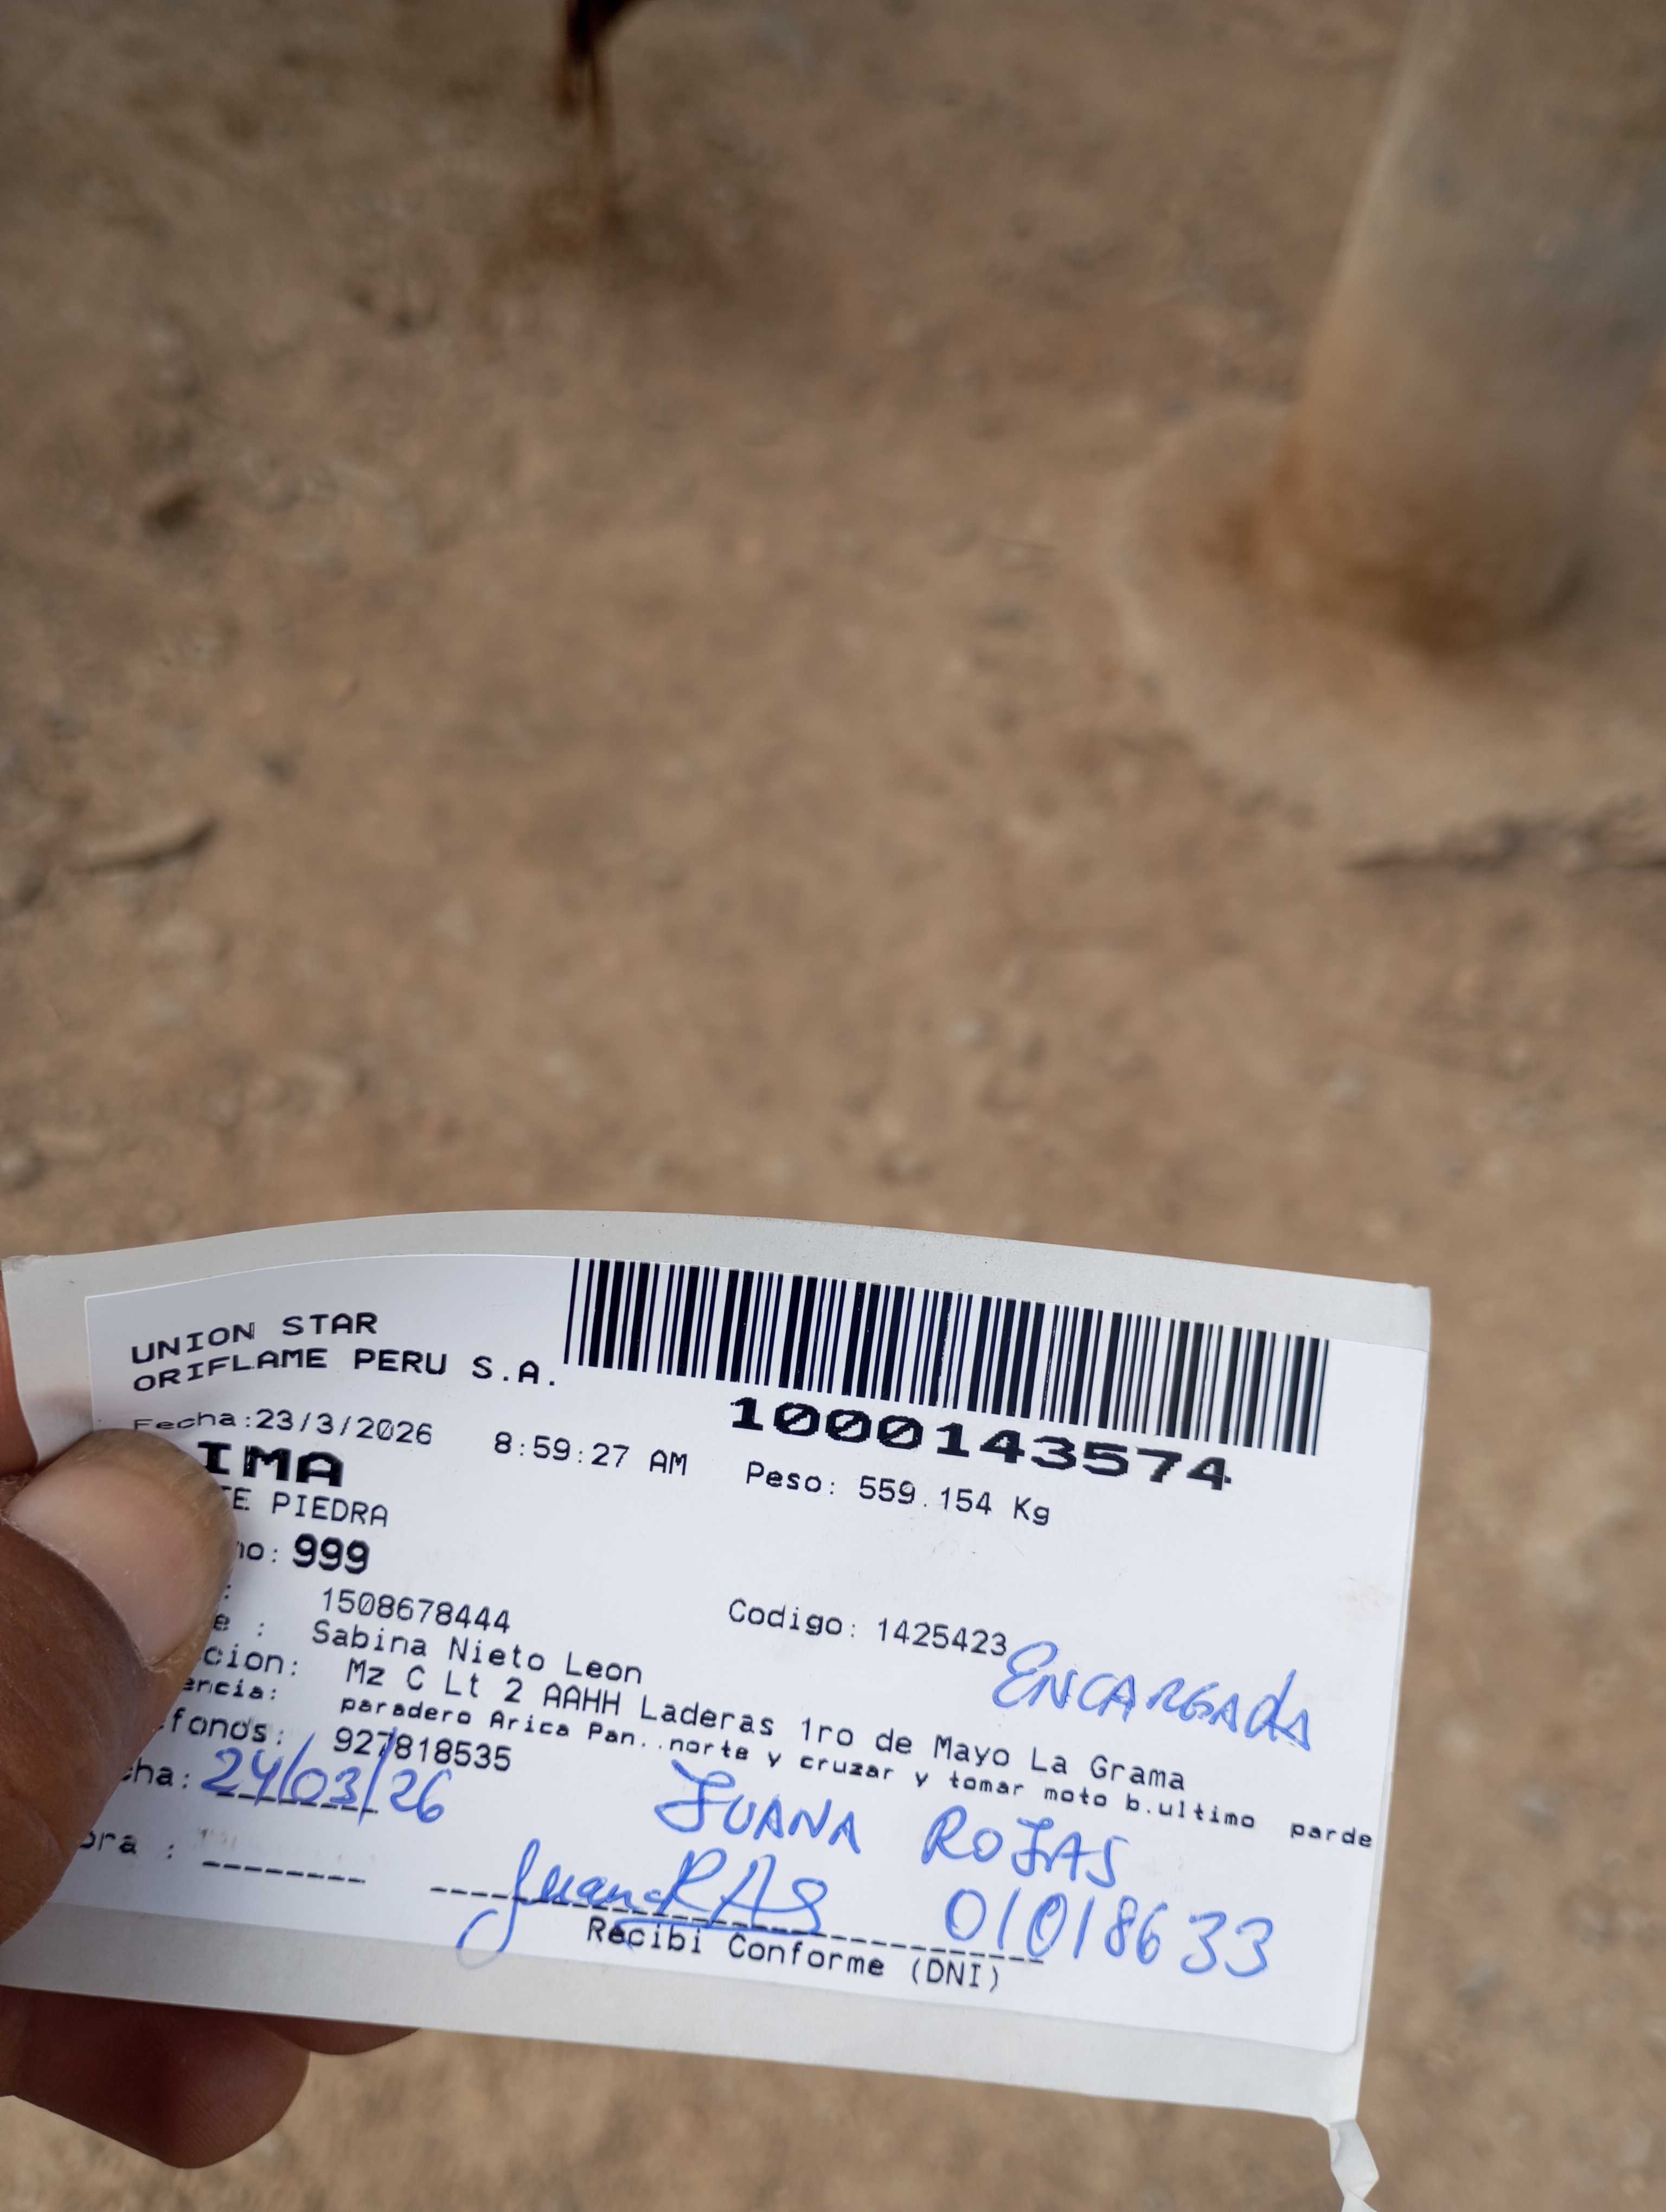 UNION STAR
ORIFLAME PERU S.A.
1000143574
Fecha:23/3/2026 8:59:27 AM Peso: 559.154 Kg
IMA
TE PIEDRA
no: 999
: 1508678444 Codigo: 1425423
e : Sabina Nieto Leon
ENCARGADA
cion: Mz C Lt 2 AAHH Laderas 1ro de Mayo La Grama
encia: paradero Arica Pan..norte y cruzar y tomar moto b.ultimo parde
fonos: 927818535
cha: 24/03/26
JUANA ROJAS
ora :
01018633
Recibi Conforme (DNI)